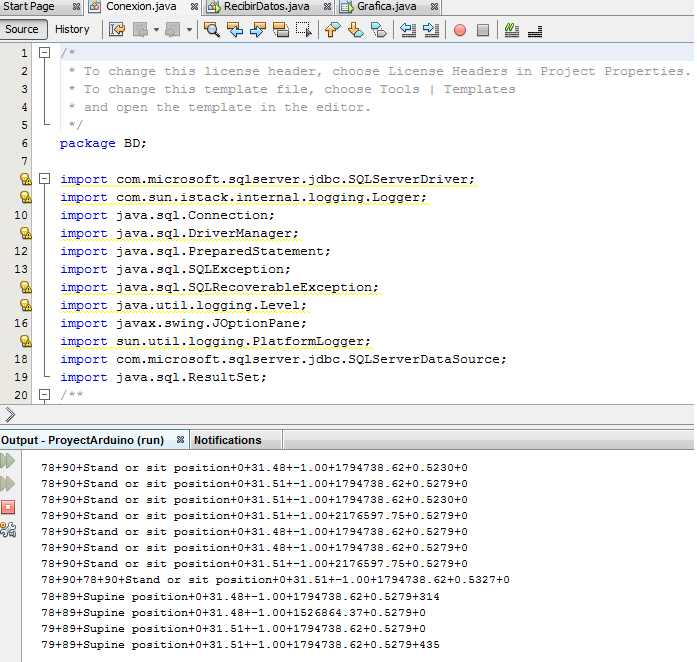 Start Page Conexion.java RecibirDatos.java Grafica.java
Source History
1 /*
2 * To change this license header, choose License Headers in Project Properties.
3 * To change this template file, choose Tools | Templates
4 * and open the template in the editor.
5 */
6 package BD;
7
import com.microsoft.sqlserver.jdbc.SQLServerDriver;
import com.sun.istack.internal.logging.Logger;
10 import java.sql.Connection;
import java.sql.DriverManager;
12 import java.sql.PreparedStatement;
13 import java.sql.SQLException;
import java.sql.SQLRecoverableException;
import java.util.logging.Level;
16 import javax.swing.JOptionPane;
import sun.util.logging.PlatformLogger;
18 import com.microsoft.sqlserver.jdbc.SQLServerDataSource;
19 import java.sql.ResultSet;
20 /**
Output - ProyectArduino (run) Notifications
78+90+Stand or sit position+0+31.48+-1.00+1794738.62+0.5230+0
78+90+Stand or sit position+0+31.51+-1.00+1794738.62+0.5279+0
78+90+Stand or sit position+0+31.51+-1.00+1794738.62+0.5230+0
78+90+Stand or sit position+0+31.51+-1.00+2176597.75+0.5279+0
78+90+Stand or sit position+0+31.48+-1.00+1794738.62+0.5279+0
78+90+Stand or sit position+0+31.48+-1.00+1794738.62+0.5279+0
78+90+Stand or sit position+0+31.51+-1.00+2176597.75+0.5279+0
78+90+78+90+Stand or sit position+0+31.51+-1.00+1794738.62+0.5327+0
78+89+Supine position+0+31.48+-1.00+1794738.62+0.5279+314
78+89+Supine position+0+31.48+-1.00+1526864.37+0.5279+0
79+89+Supine position+0+31.51+-1.00+1794738.62+0.5279+0
79+89+Supine position+0+31.51+-1.00+1794738.62+0.5279+435